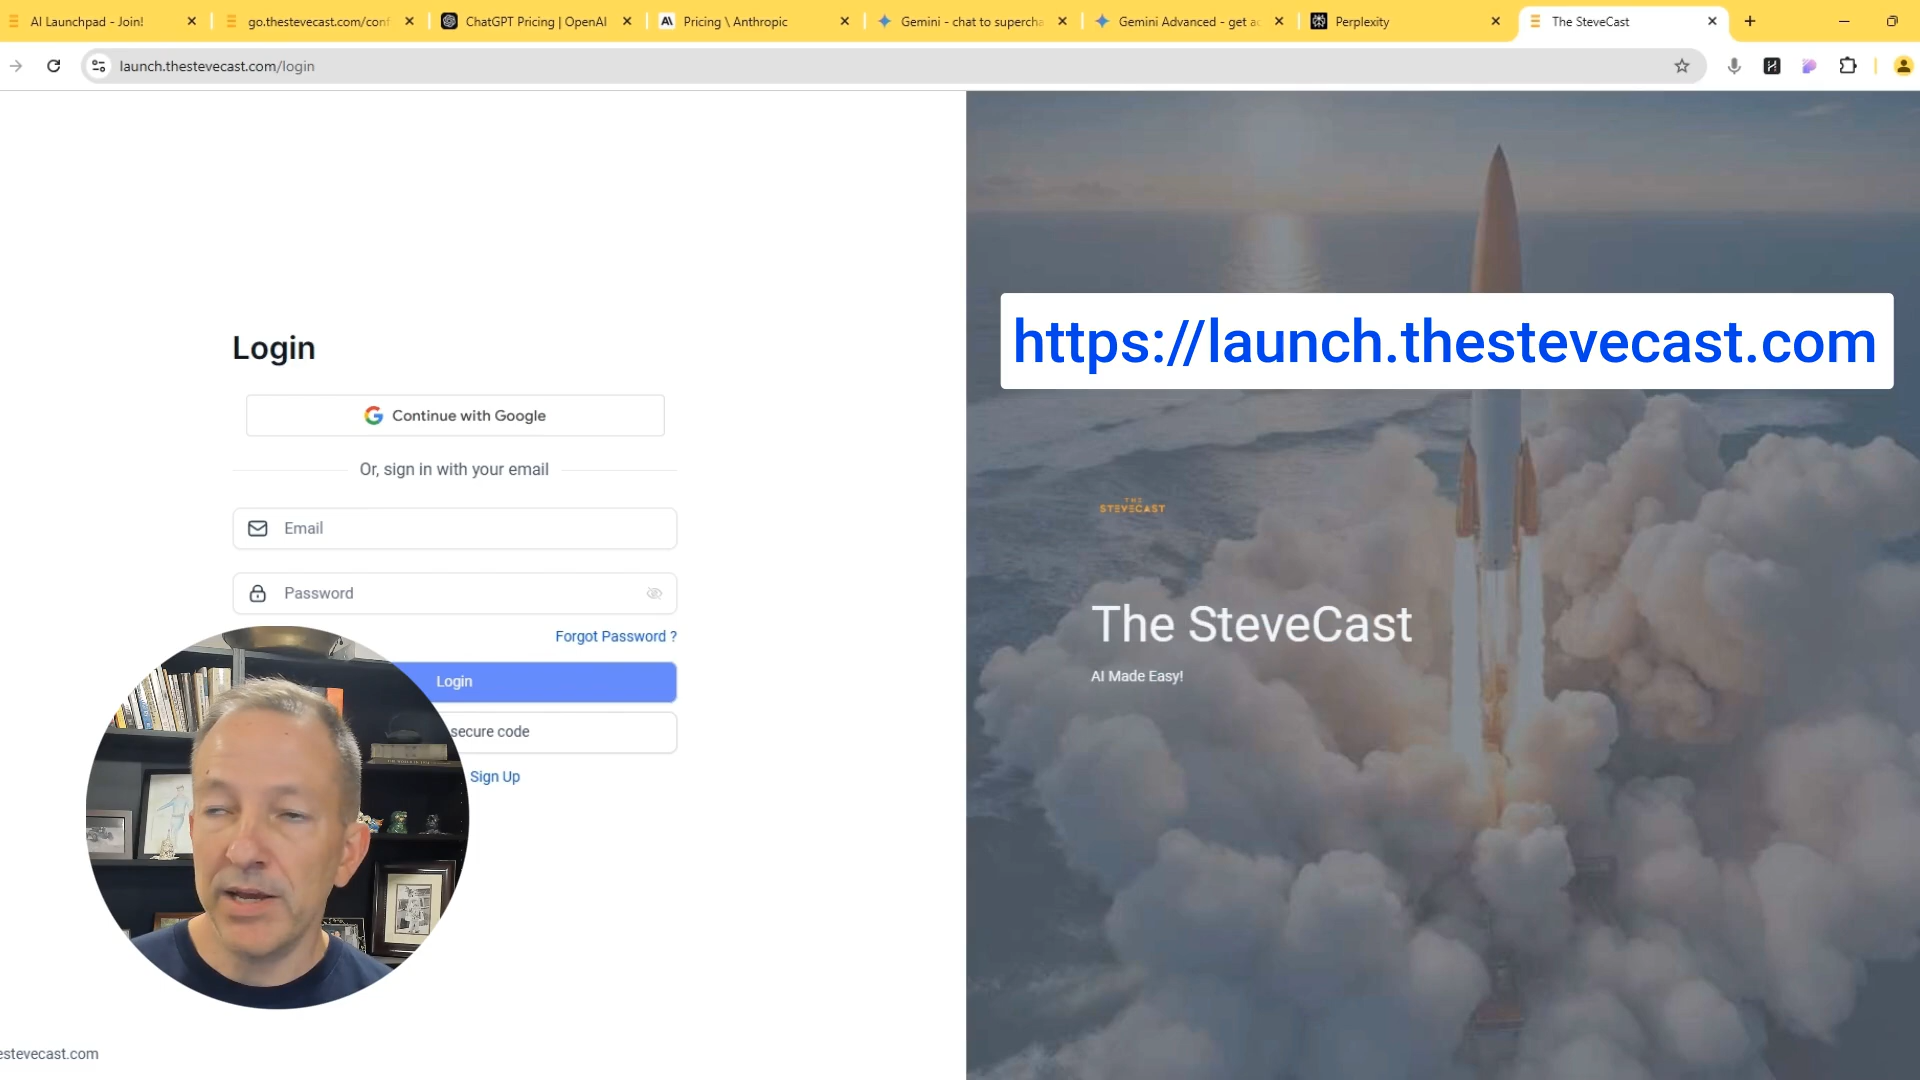 AI Launchpad - Join!
go.thestevecast.com/conf
ChatGPT Pricing | OpenAI
Pricing \ Anthropic
Gemini - chat to supercha
Gemini Advanced - get ac
Perplexity
The SteveCast
launch.thestevecast.com/login
Login
Continue with Google
Or, sign in with your email
Email
Password
Forgot Password ?
Login
secure code
Sign Up
estevecast.com
https://launch.thestevecast.com
THE
STEVECAST
The SteveCast
AI Made Easy!